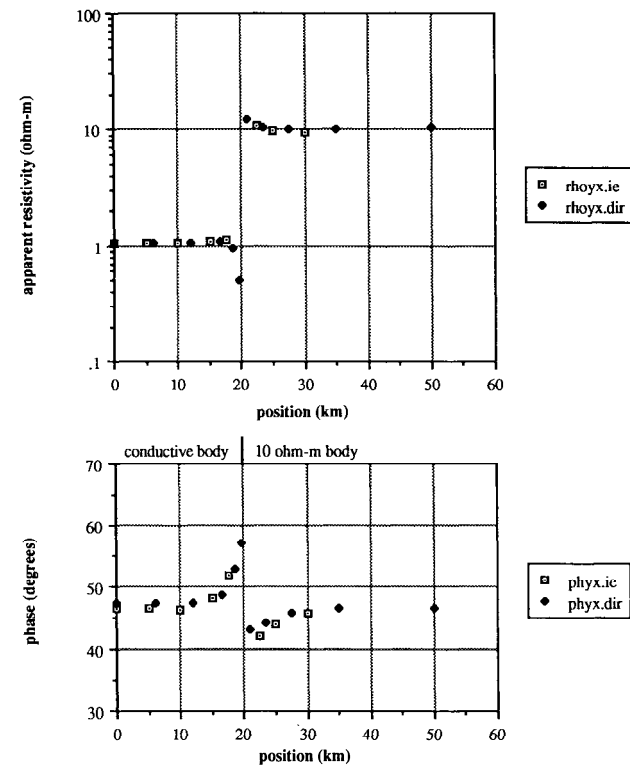 100
10
1
.1
apparent resistivity (ohm-m)
0 10 20 30 40 50 60
position (km)
rhoyx.ie
rhoyx.dir
conductive body 10 ohm-m body
70
60
50
40
30
phase (degrees)
0 10 20 30 40 50 60
position (km)
phyx.ie
phyx.dir